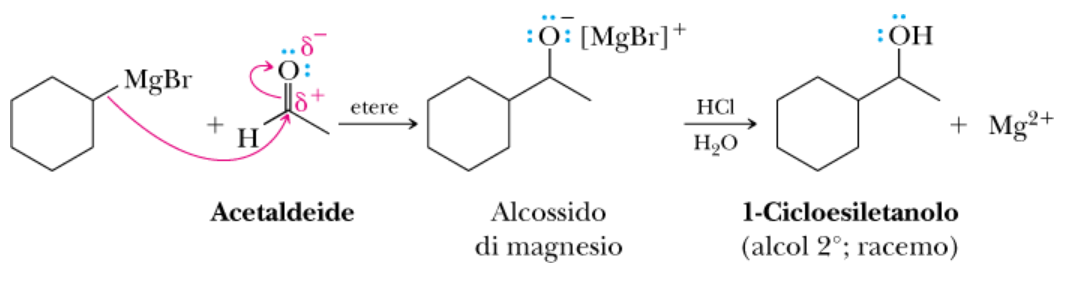 MgBr
+
H
O
δ−
δ+
etere
Acetaldeide
O− [MgBr]+
Alcossido
di magnesio
HCl
H₂O
OH
+ Mg²⁺
1-Cicloesiletanolo
(alcol 2°; racemo)